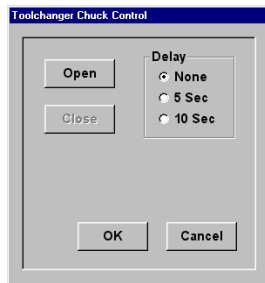 Toolchanger Chuck Control
Open
Close
Delay
None
5 Sec
10 Sec
OK
Cancel